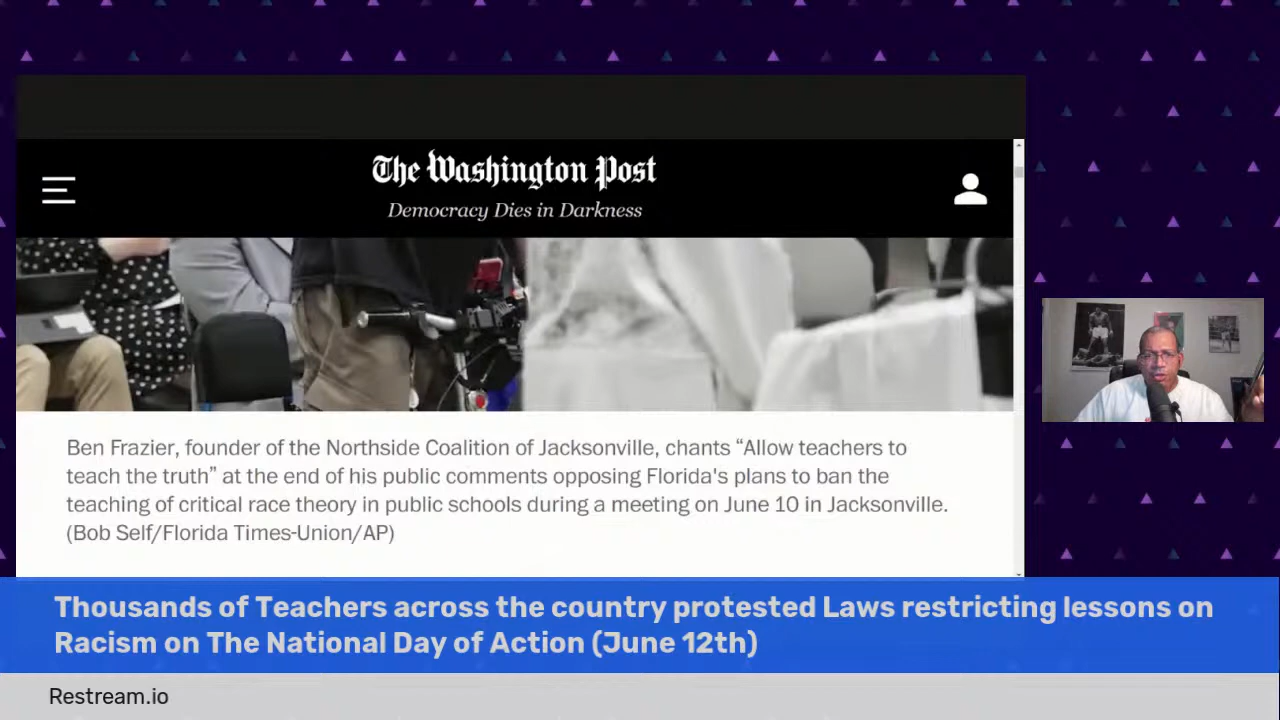 The Washington Post
Democracy Dies in Darkness
Ben Frazier, founder of the Northside Coalition of Jacksonville, chants “Allow teachers to
teach the truth” at the end of his public comments opposing Florida's plans to ban the
teaching of critical race theory in public schools during a meeting on June 10 in Jacksonville.
(Bob Self/Florida Times-Union/AP)
Thousands of Teachers across the country protested Laws restricting lessons on
Racism on The National Day of Action (June 12th)
Restream.io